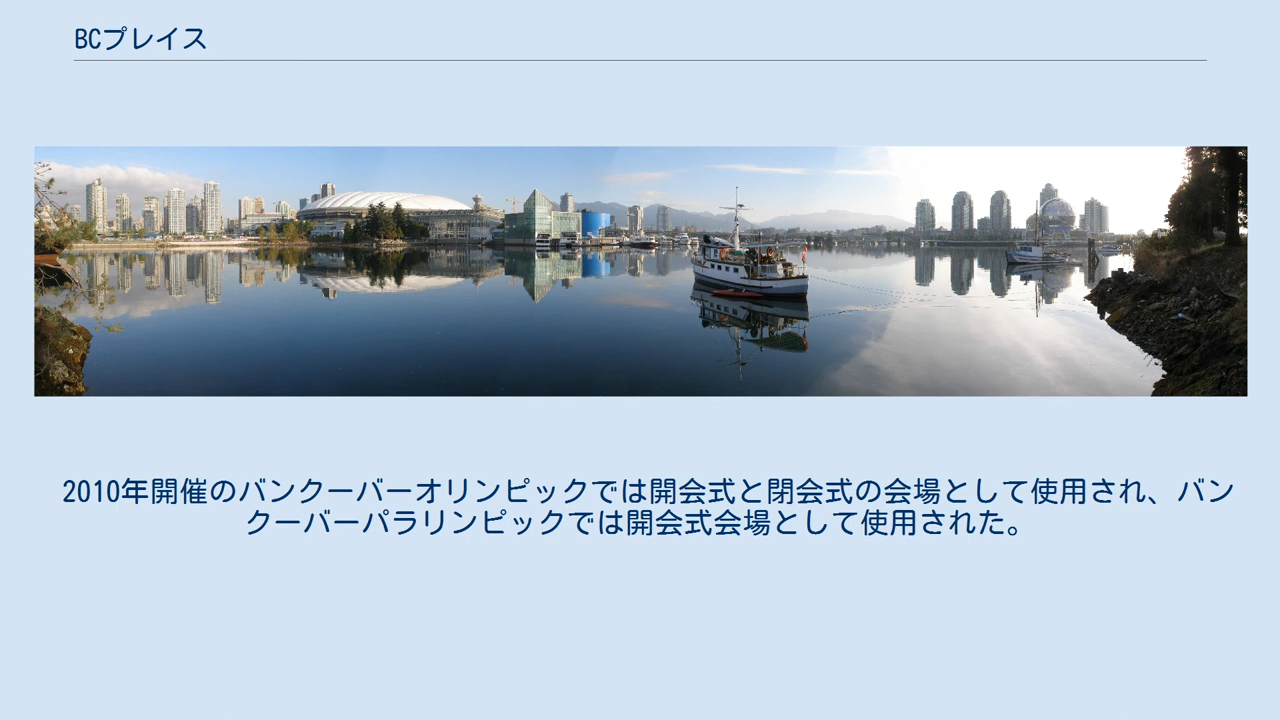 BCプレイス
2010年開催のバンクーバーオリンピックでは開会式と閉会式の会場として使用され、バン
クーバーパラリンピックでは開会式会場として使用された。